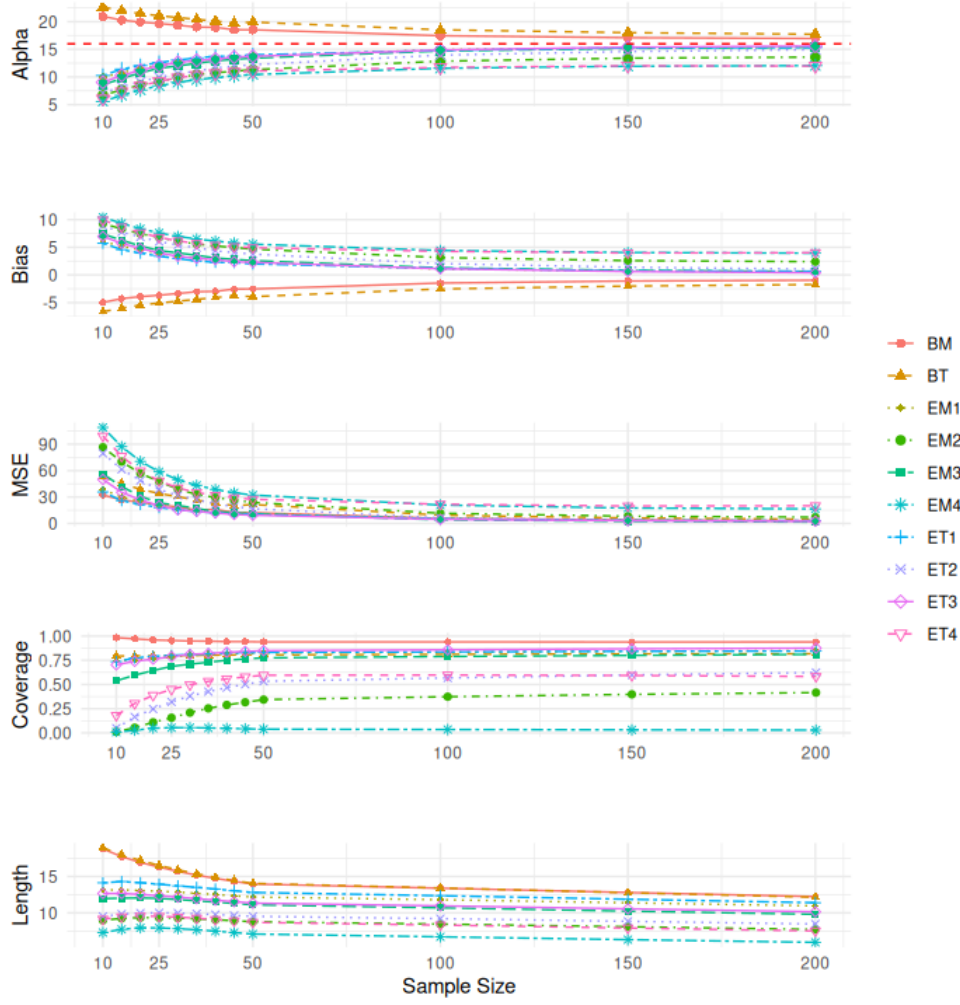 Alpha
20
15
10
5
10 25 50 100 150 200
Bias
10
5
0
-5
10 25 50 100 150 200
MSE
90
60
30
0
10 25 50 100 150 200
Coverage
1.00
0.75
0.50
0.25
0.00
10 25 50 100 150 200
Length
15
10
10 25 50 100 150 200
Sample Size
BM
BT
EM1
EM2
EM3
EM4
ET1
ET2
ET3
ET4